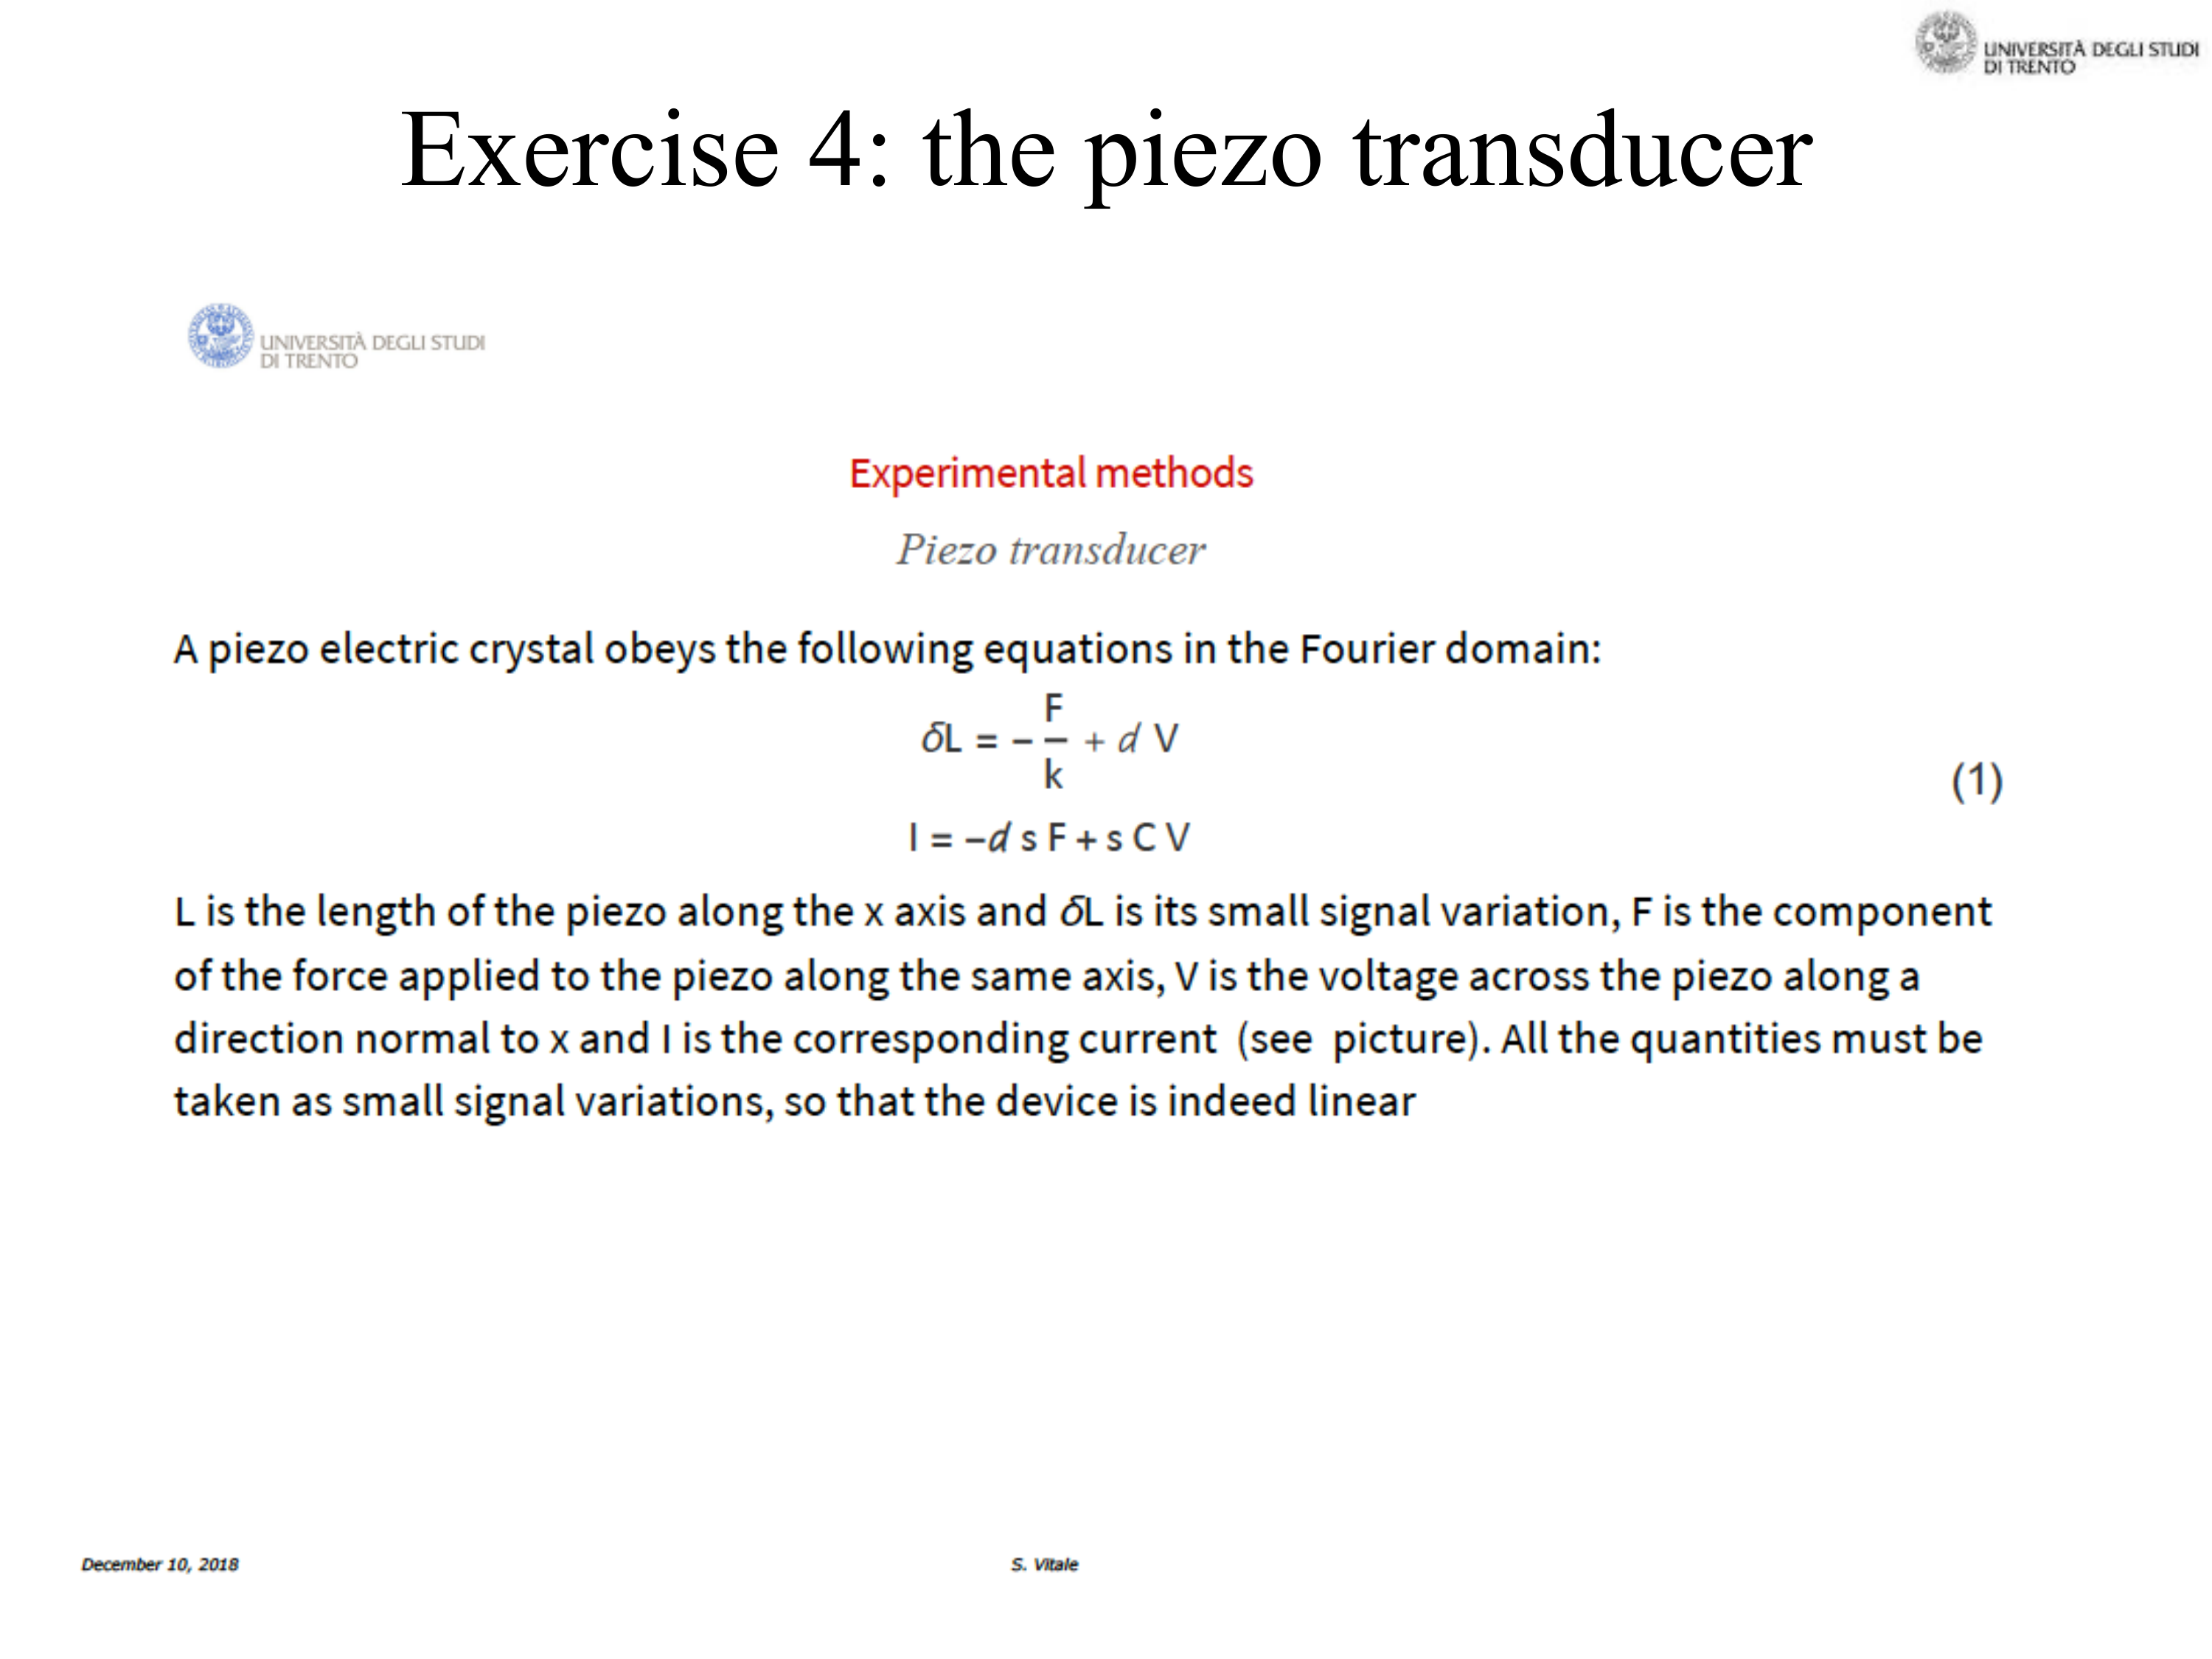 UNIVERSITÀ DEGLI STUDI
DI TRENTO
Exercise 4: the piezo transducer
UNIVERSITÀ DEGLI STUDI
DI TRENTO
Experimental methods
Piezo transducer
A piezo electric crystal obeys the following equations in the Fourier domain:
δL = - F/k + d V
(1)
I = -d s F + s C V
L is the length of the piezo along the x axis and δL is its small signal variation, F is the component
of the force applied to the piezo along the same axis, V is the voltage across the piezo along a
direction normal to x and I is the corresponding current (see picture). All the quantities must be
taken as small signal variations, so that the device is indeed linear
December 10, 2018
S. Vitale